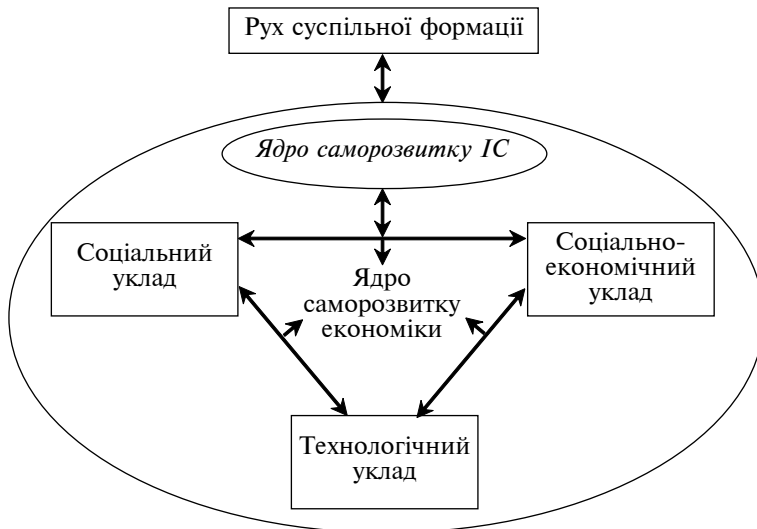 Рух суспільної формації
Ядро саморозвитку ІС
Соціальний
уклад
Соціально-
економічний
уклад
Ядро
саморозвитку
економіки
Технологічний
уклад